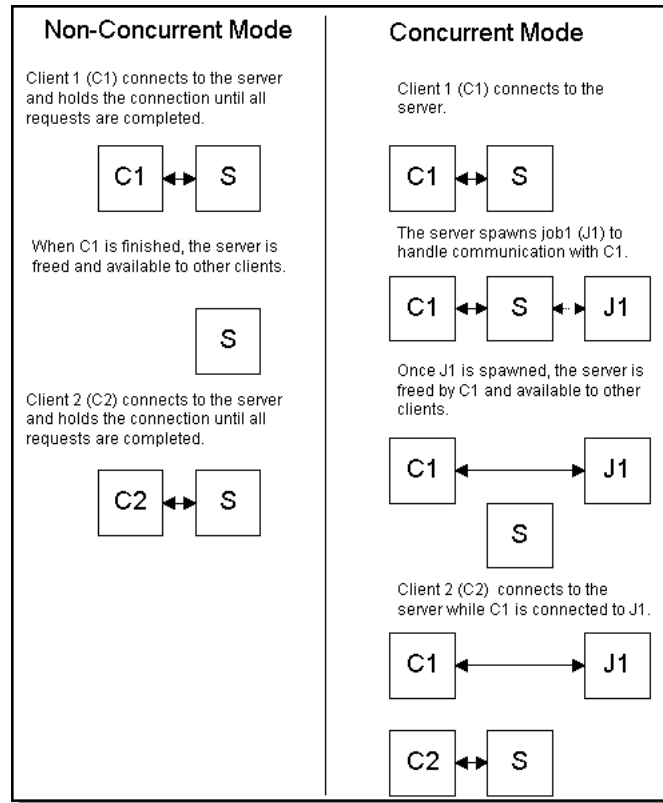 Non-Concurrent Mode
Client 1 (C1) connects to the server
and holds the connection until all
requests are completed.
C1
S
When C1 is finished, the server is
freed and available to other clients.
S
Client 2 (C2) connects to the server
and holds the connection until all
requests are completed.
C2
S
Concurrent Mode
Client 1 (C1) connects to the
server.
C1
S
The server spawns job1 (J1) to
handle communication with C1.
C1
S
J1
Once J1 is spawned, the server is
freed by C1 and available to other
clients.
C1
J1
S
Client 2 (C2) connects to the
server while C1 is connected to J1.
C1
J1
C2
S